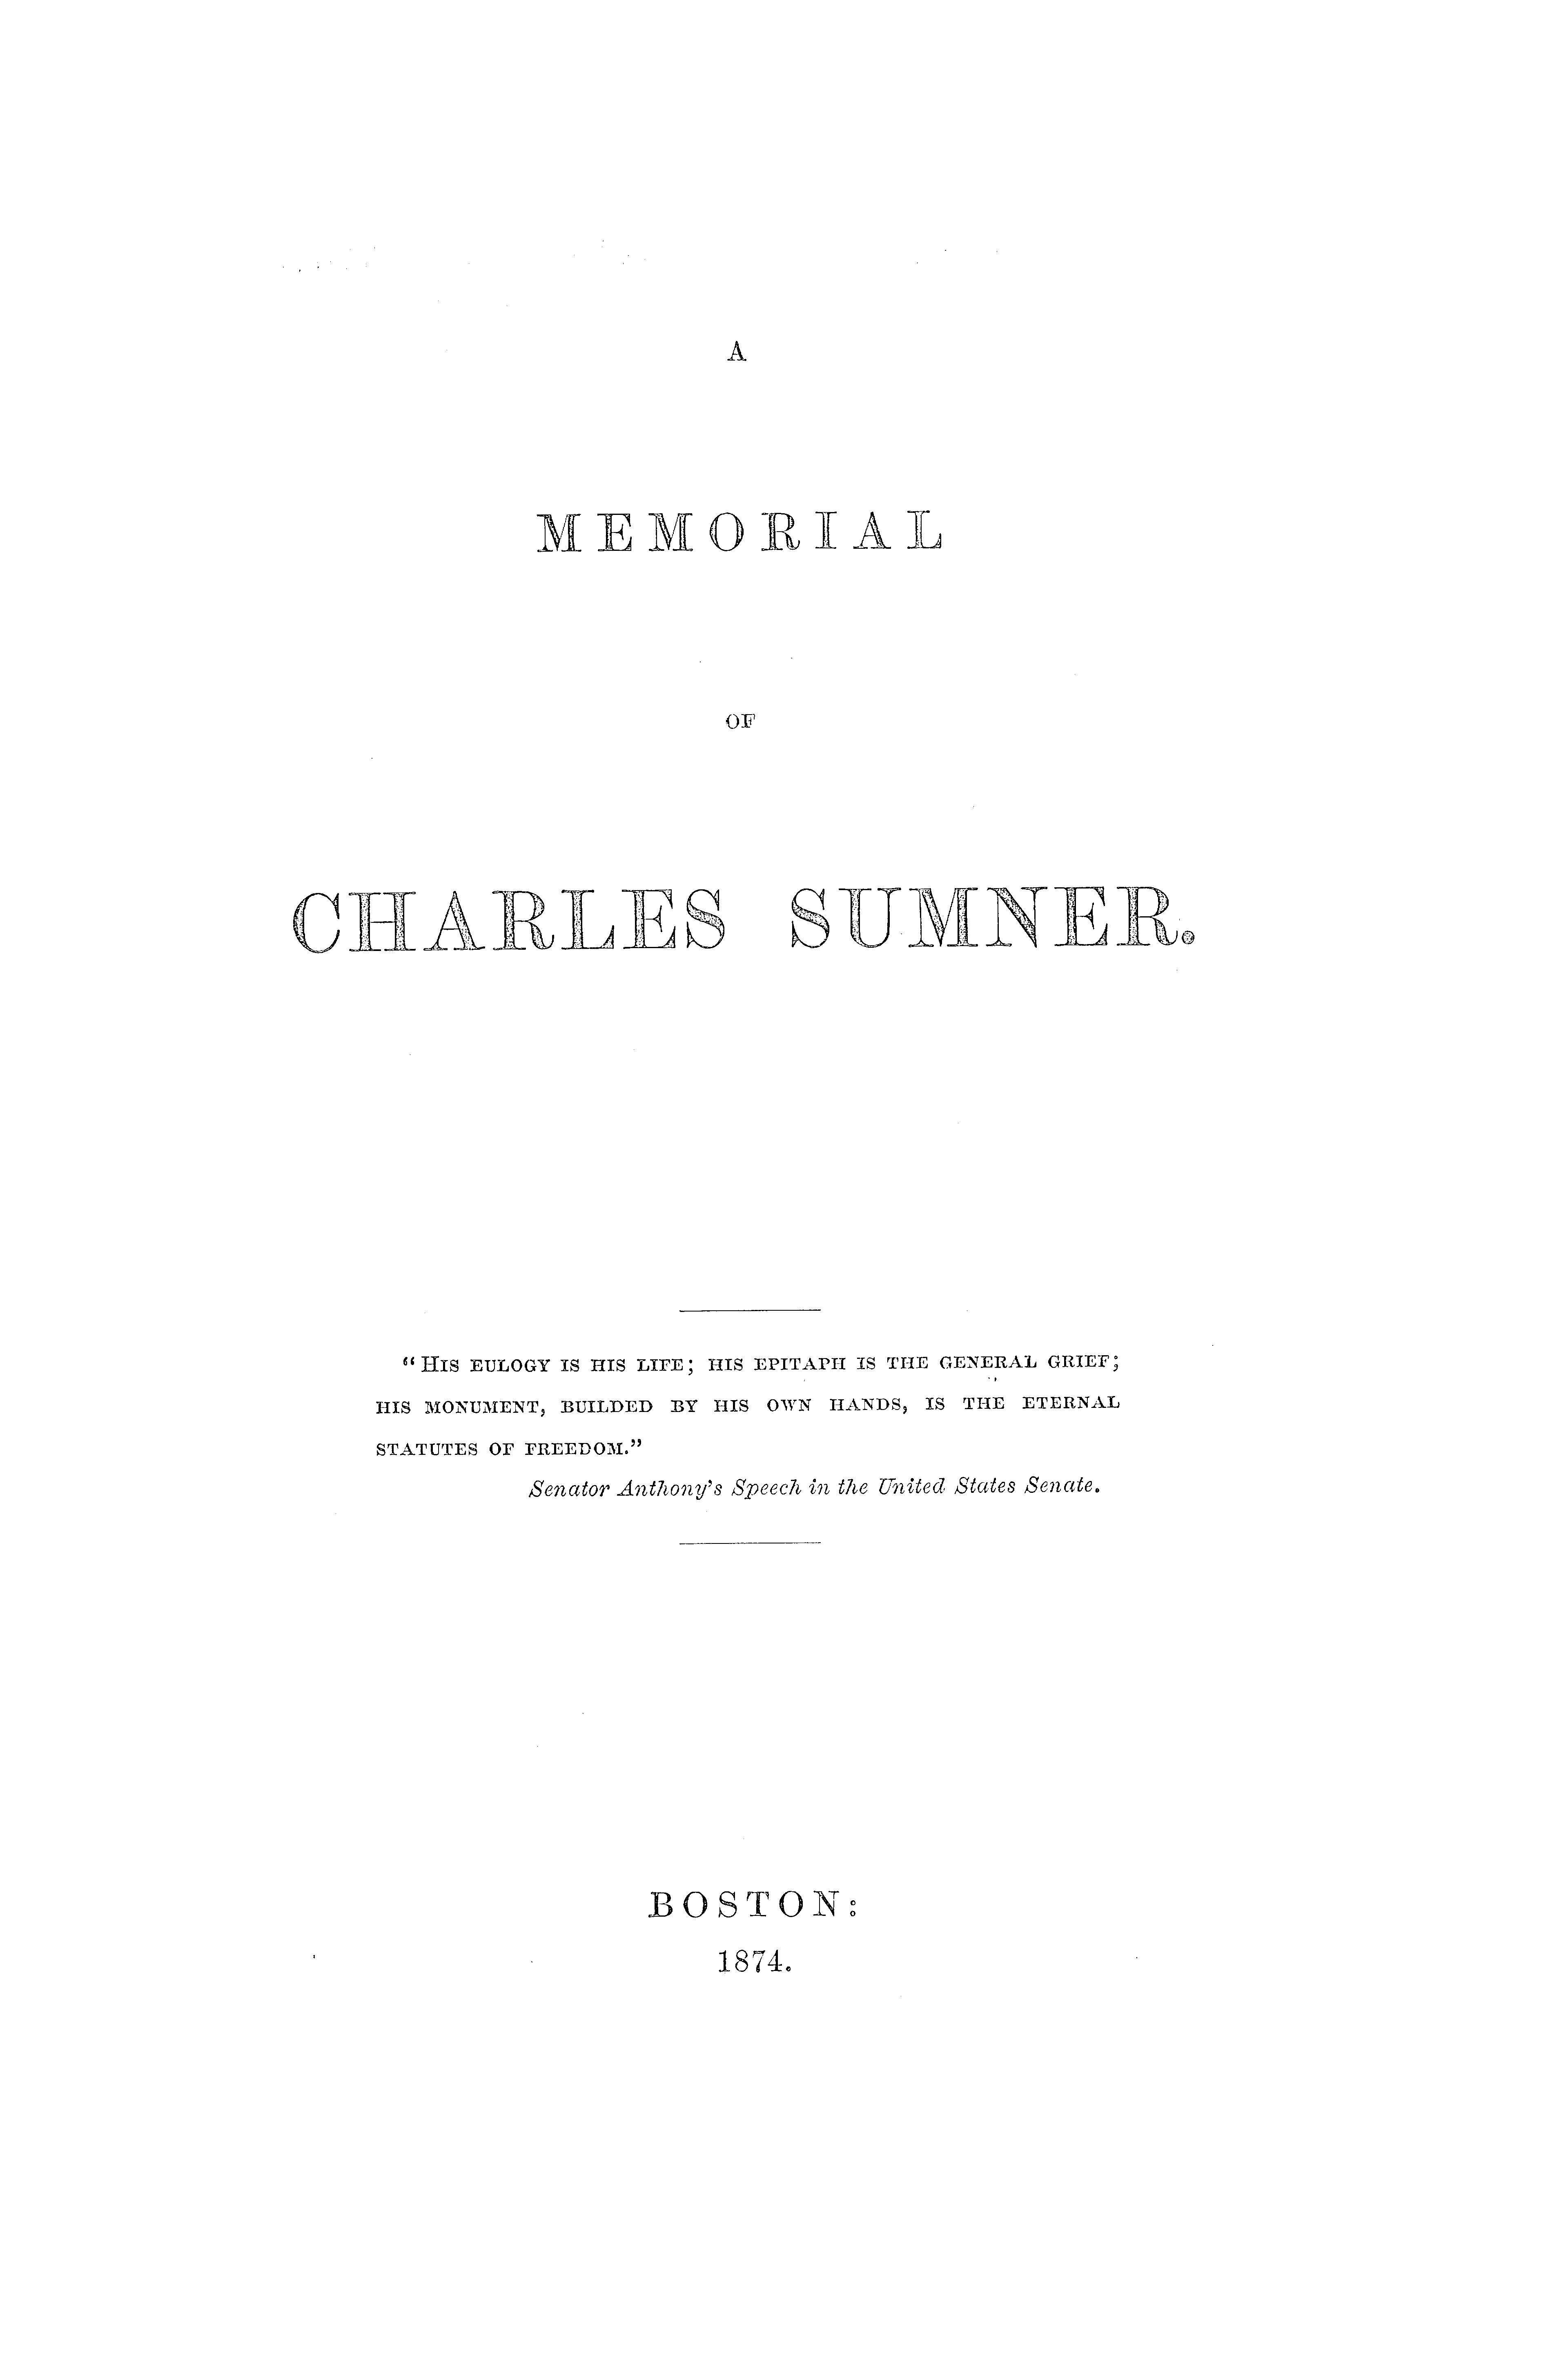 A
MEMORIAL
OF
CHARLES SUMNER.
“HIS EULOGY IS HIS LIFE; HIS EPITAPH IS THE GENERAL GRIEF;
HIS MONUMENT, BUILDED BY HIS OWN HANDS, IS THE ETERNAL
STATUTES OF FREEDOM.”
Senator Anthony’s Speech in the United States Senate.
BOSTON:
1874.